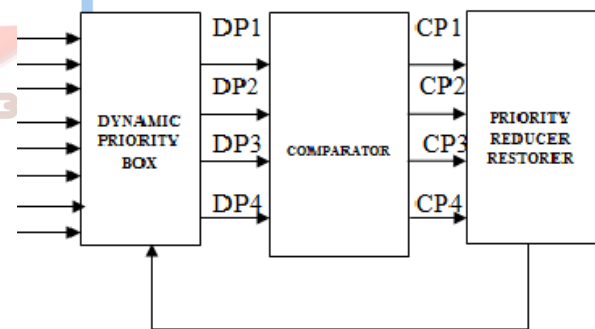 DP1
CP1
DP2
CP2
DYNAMIC
PRIORITY
BOX
DP3
COMPARATOR
CP3
PRIORITY
REDUCER
RESTORER
DP4
CP4